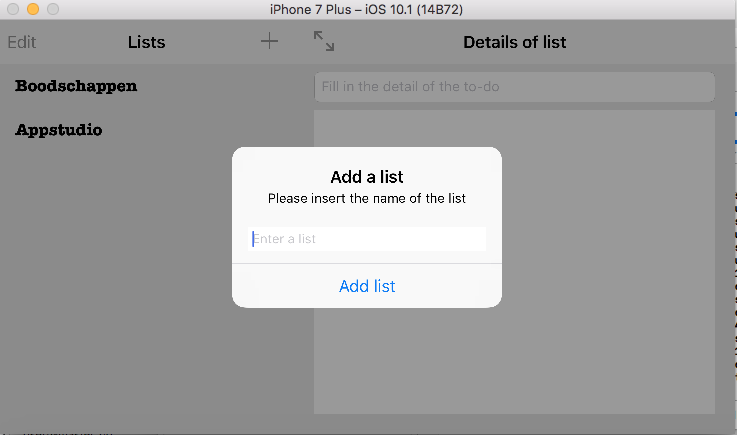 iPhone 7 Plus – iOS 10.1 (14B72)
Edit Lists + Details of list
Boodschappen
Fill in the detail of the to-do
Appstudio
Add a list
Please insert the name of the list
Enter a list
Add list